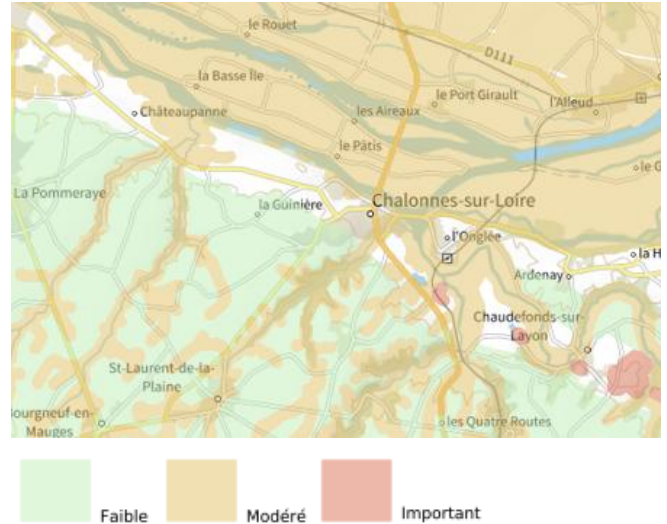 le Rouet
D111
la Basse Île
le Port Girault
l'Alleud
Châteaupanne
les Aireaux
le Pâtis
La Pommeraye
la Guinière
Chalonnes-sur-Loire
l'Onglée
Ardenay
Chaudefonds-sur-
Layon
St-Laurent-de-la-
Plaine
Bourgneuf-en-
Mauges
les Quatre Routes
Faible
Modéré
Important